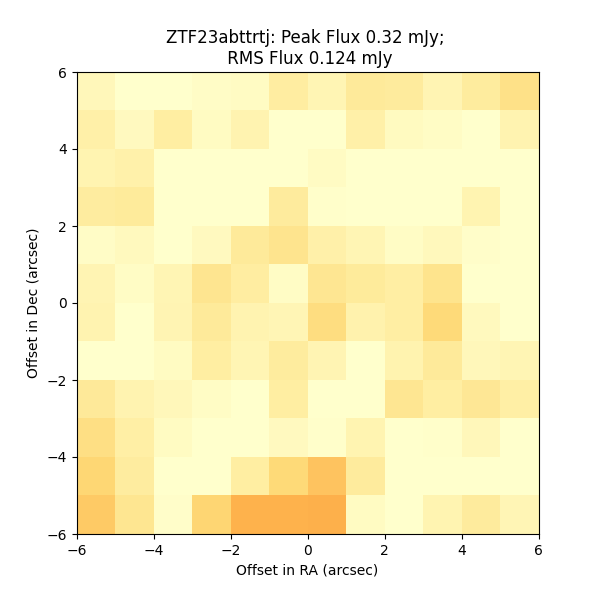 ZTF23abttrtj: Peak Flux 0.32 mJy;
RMS Flux 0.124 mJy
6
4
2
0
−2
−4
−6
Offset in Dec (arcsec)
−6 −4 −2 0 2 4 6
Offset in RA (arcsec)